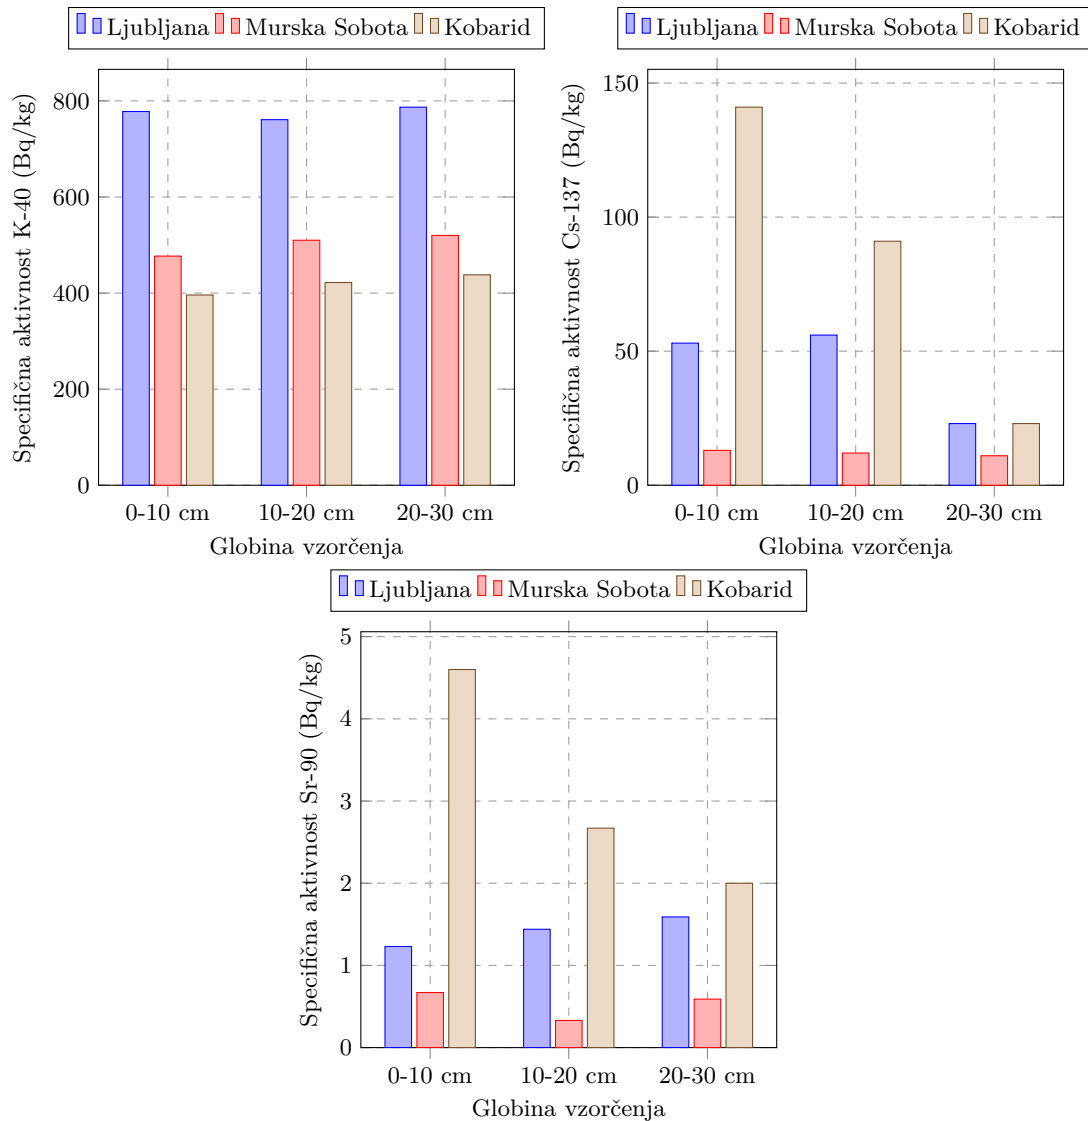 Ljubljana Murska Sobota Kobarid
Specifična aktivnost K-40 (Bq/kg)
800
600
400
200
0
0-10 cm 10-20 cm 20-30 cm
Globina vzorčenja
Ljubljana Murska Sobota Kobarid
Specifična aktivnost Cs-137 (Bq/kg)
150
100
50
0
0-10 cm 10-20 cm 20-30 cm
Globina vzorčenja
Ljubljana Murska Sobota Kobarid
Specifična aktivnost Sr-90 (Bq/kg)
5
4
3
2
1
0
0-10 cm 10-20 cm 20-30 cm
Globina vzorčenja